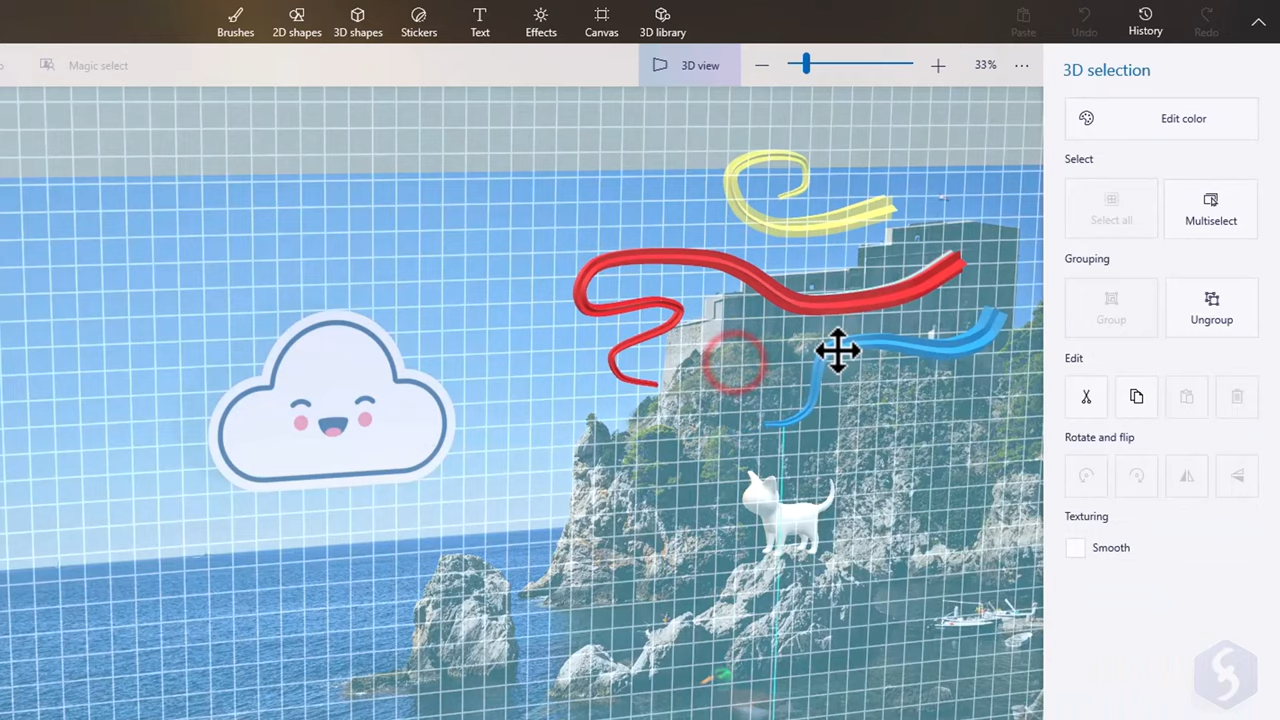 Brushes
2D shapes
3D shapes
Stickers
Text
Effects
Canvas
3D library
Paste
Undo
History
Redo
Magic select
3D view
33%
3D selection
Edit color
Select
Select all
Multiselect
Grouping
Group
Ungroup
Edit
Rotate and flip
Texturing
Smooth